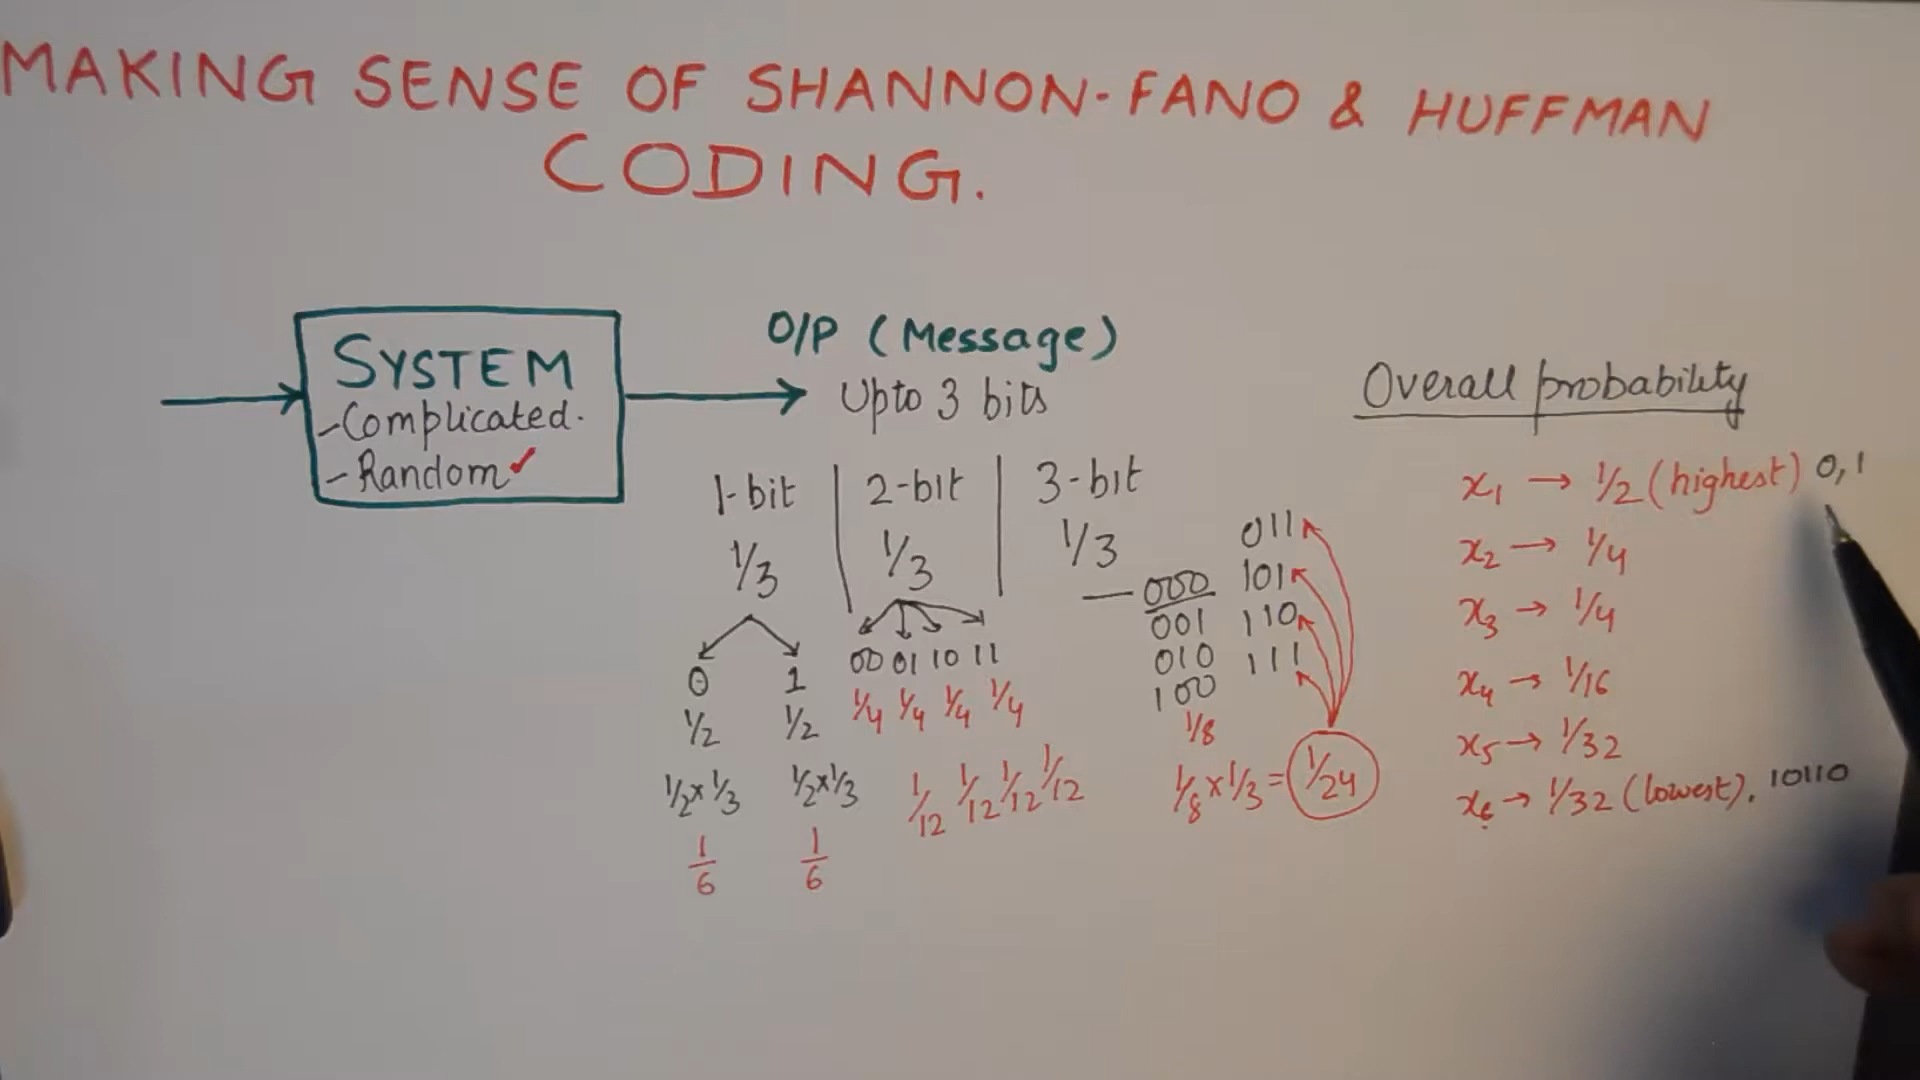 MAKING SENSE OF SHANNON-FANO & HUFFMAN
CODING.
SYSTEM
-Complicated.
-Random✓
O/P (Message)
Upto 3 bits
1-bit 2-bit 3-bit
1/3 1/3 1/3
0 1
1/2 1/2
1/2×1/3 1/2×1/3
1/6 1/6
00 01 10 11
1/4 1/4 1/4 1/4
1/12 1/12 1/12 1/12
000 011
001 101
010 110
100 111
1/8
1/8×1/3=1/24
Overall probability
x1 → 1/2 (highest) 0,1
x2 → 1/4
x3 → 1/4
x4 → 1/16
x5 → 1/32
x6 → 1/32 (lowest), 10110